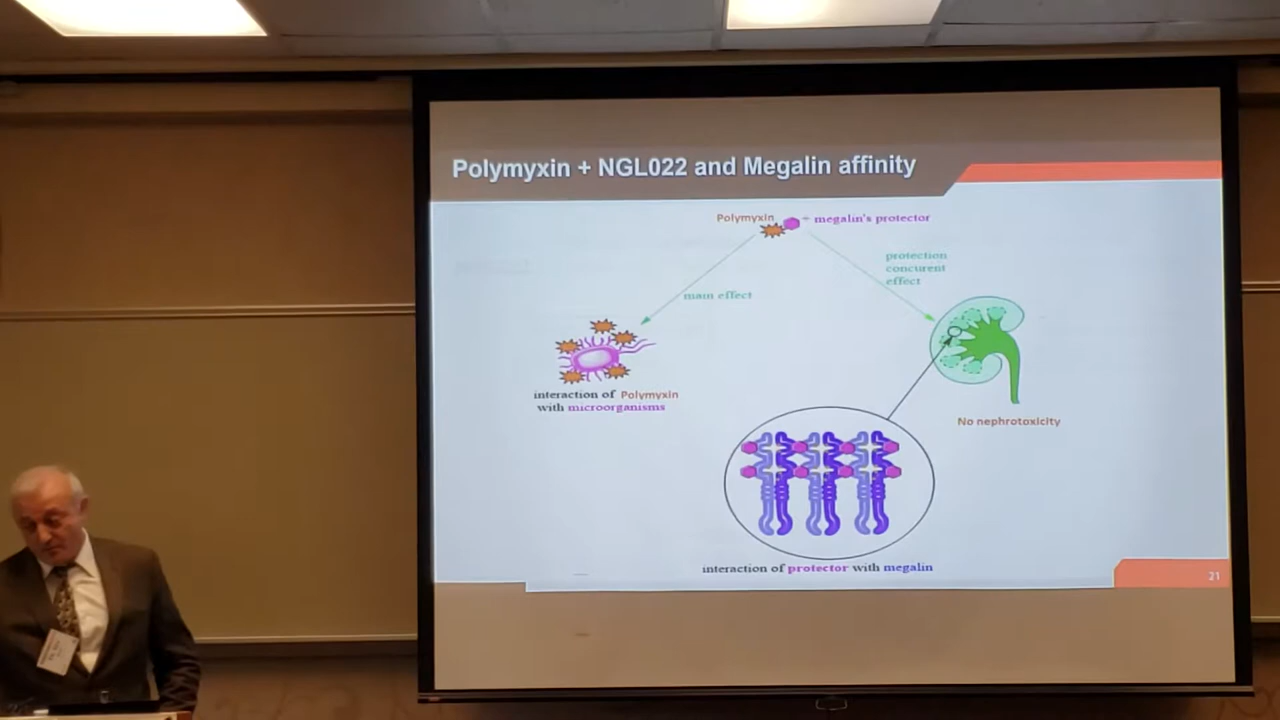 Polymyxin + NGL022 and Megalin affinity
Polymyxin + megalin's protector
protection
concurent
effect
main effect
interaction of Polymyxin
with microorganisms
No nephrotoxicity
interaction of protector with megalin
21